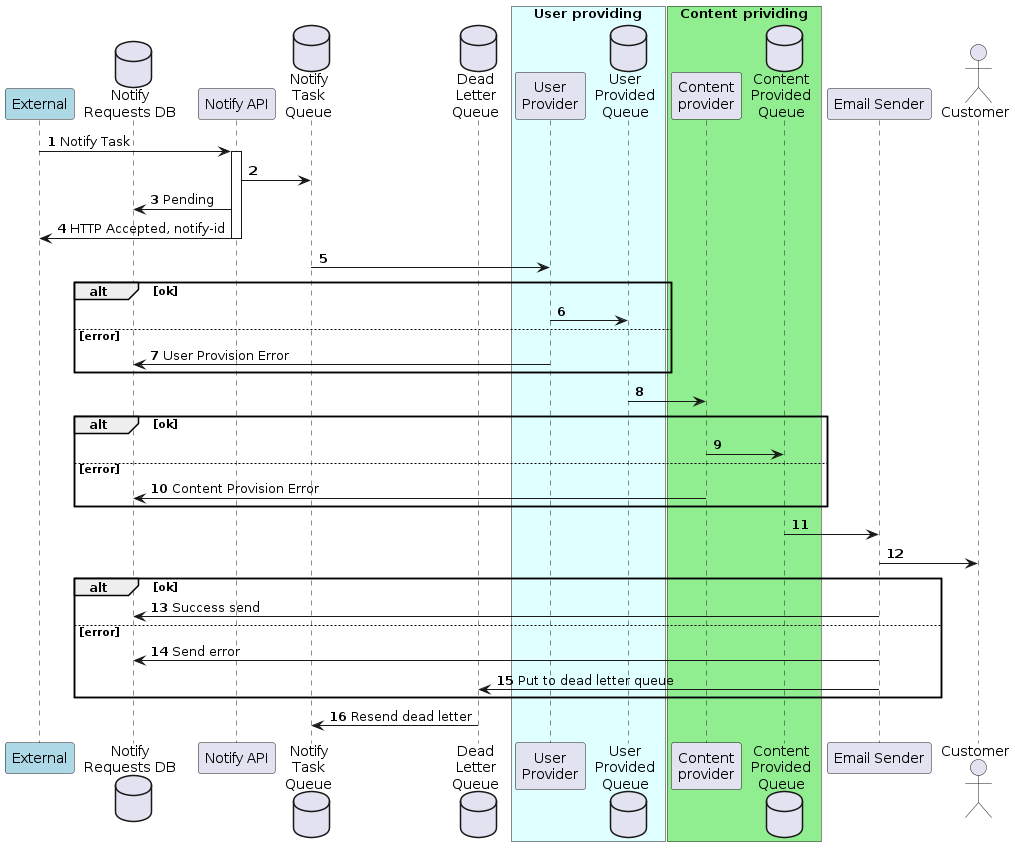 User providing
Content prividing
External
Notify
Requests DB
Notify API
Notify
Task
Queue
Dead
Letter
Queue
User
Provider
User
Provided
Queue
Content
provider
Content
Provided
Queue
Email Sender
Customer
1 Notify Task
2
3 Pending
4 HTTP Accepted, notify-id
5
alt [ok]
6
[error]
7 User Provision Error
8
alt [ok]
9
[error]
10 Content Provision Error
11
12
alt [ok]
13 Success send
[error]
14 Send error
15 Put to dead letter queue
16 Resend dead letter
External
Notify
Requests DB
Notify API
Notify
Task
Queue
Dead
Letter
Queue
User
Provider
User
Provided
Queue
Content
provider
Content
Provided
Queue
Email Sender
Customer